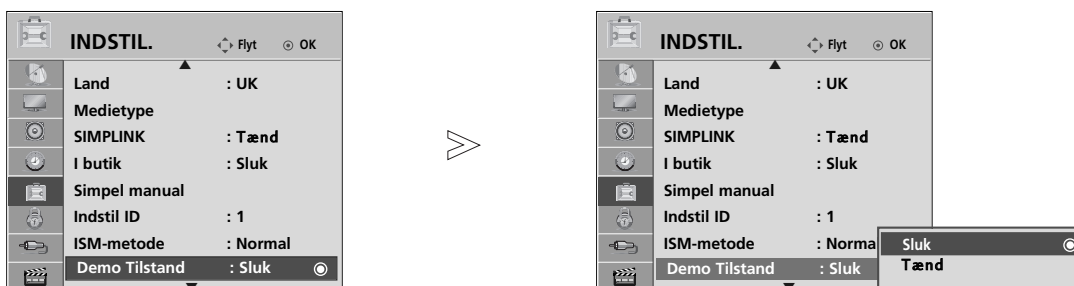 INDSTIL. Flyt OK
Land : UK
Medietype
SIMPLINK : Tænd
I butik : Sluk
Simpel manual
Indstil ID : 1
ISM-metode : Normal
Demo Tilstand : Sluk
INDSTIL. Flyt OK
Land : UK
Medietype
SIMPLINK : Tænd
I butik : Sluk
Simpel manual
Indstil ID : 1
ISM-metode : Norma
Demo Tilstand : Sluk
Sluk
Tænd